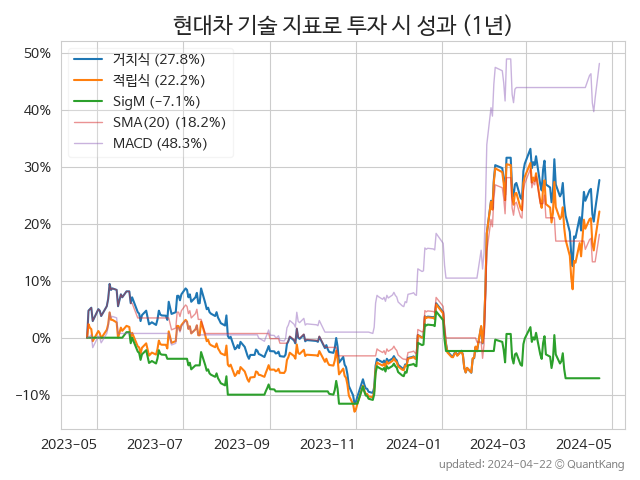 현대차 기술 지표로 투자 시 성과 (1년)
50%
40%
30%
20%
10%
0%
−10%
거치식 (27.8%)
적립식 (22.2%)
SigM (−7.1%)
SMA(20) (18.2%)
MACD (48.3%)
2023-05 2023-07 2023-09 2023-11 2024-01 2024-03 2024-05
updated: 2024-04-22 © QuantKang